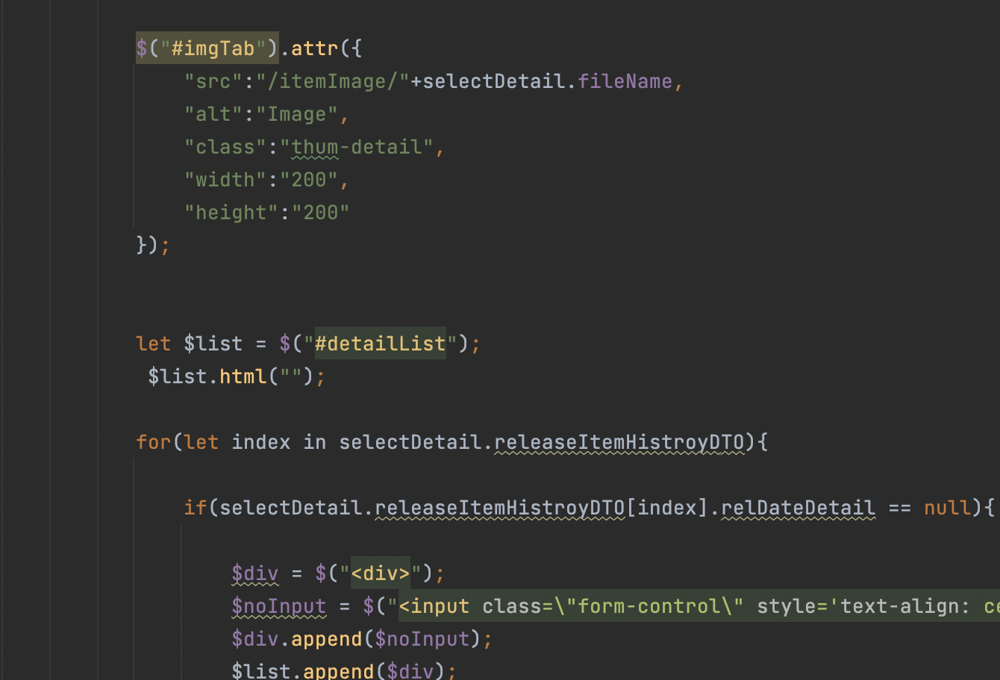 $("#imgTab").attr({
"src":"/itemImage/"+selectDetail.fileName,
"alt":"Image",
"class":"thum-detail",
"width":"200",
"height":"200"
});
let $list = $("#detailList");
$list.html("");
for(let index in selectDetail.releaseItemHistroyDTO){
if(selectDetail.releaseItemHistroyDTO[index].relDateDetail == null){
$div = $("<div>");
$noInput = $("<input class=\"form-control\" style='text-align: ce
$div.append($noInput);
$list.append($div);